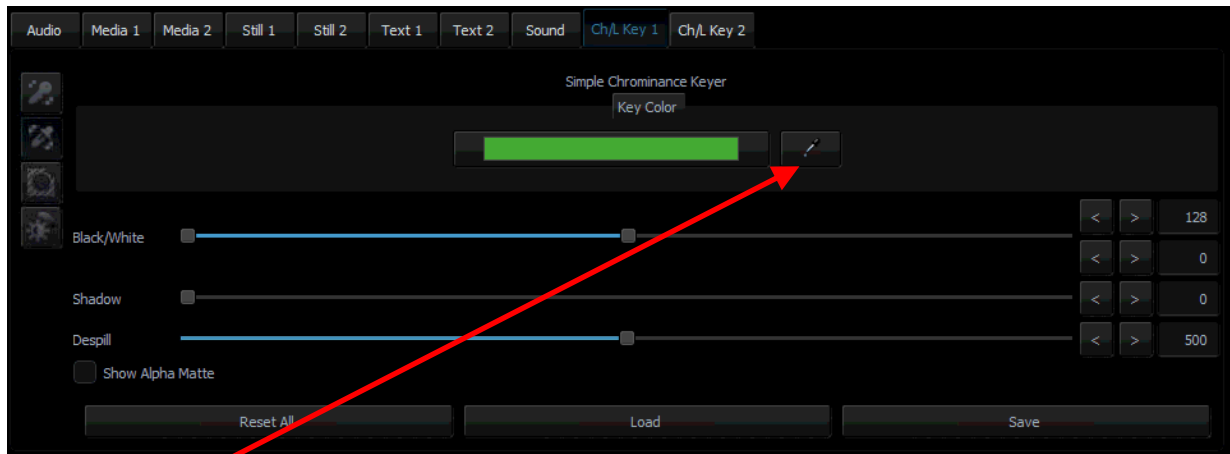 Audio Media 1 Media 2 Still 1 Still 2 Text 1 Text 2 Sound Ch/L Key 1 Ch/L Key 2
Simple Chrominance Keyer
Key Color
< > 128
Black/White
< > 0
Shadow < > 0
Despill < > 500
Show Alpha Matte
Reset All Load Save